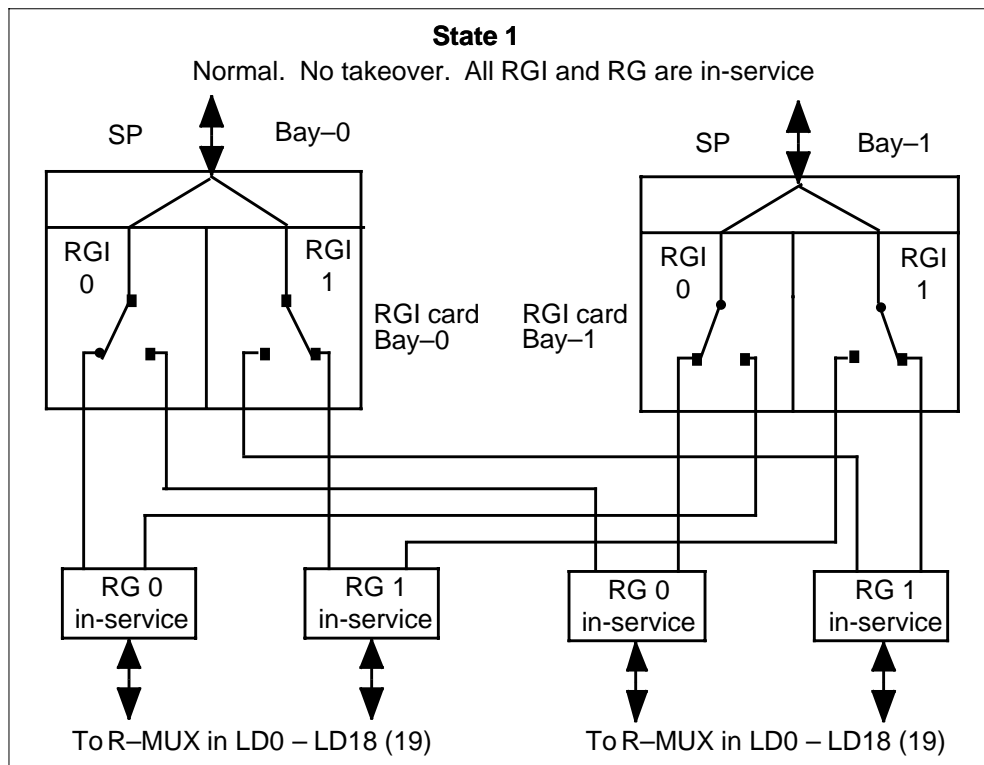 State 1
Normal. No takeover. All RGI and RG are in-service
SP
Bay–0
SP
Bay–1
RGI
0
RGI
1
RGI card
Bay–0
RGI card
Bay–1
RGI
0
RGI
1
RG 0
in-service
RG 1
in-service
RG 0
in-service
RG 1
in-service
To R–MUX in LD0 – LD18 (19)
To R–MUX in LD0 – LD18 (19)